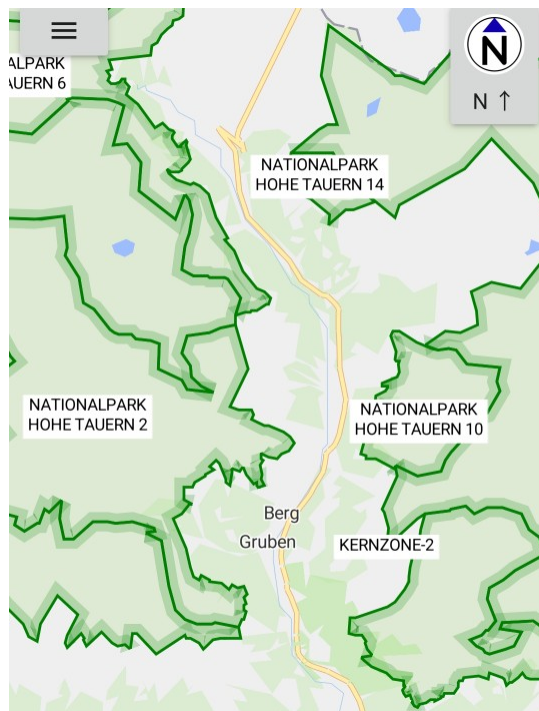 ALPARK
AUERN 6
N
N ↑
NATIONALPARK
HOHE TAUERN 14
NATIONALPARK
HOHE TAUERN 2
NATIONALPARK
HOHE TAUERN 10
Berg
Gruben
KERNZONE-2